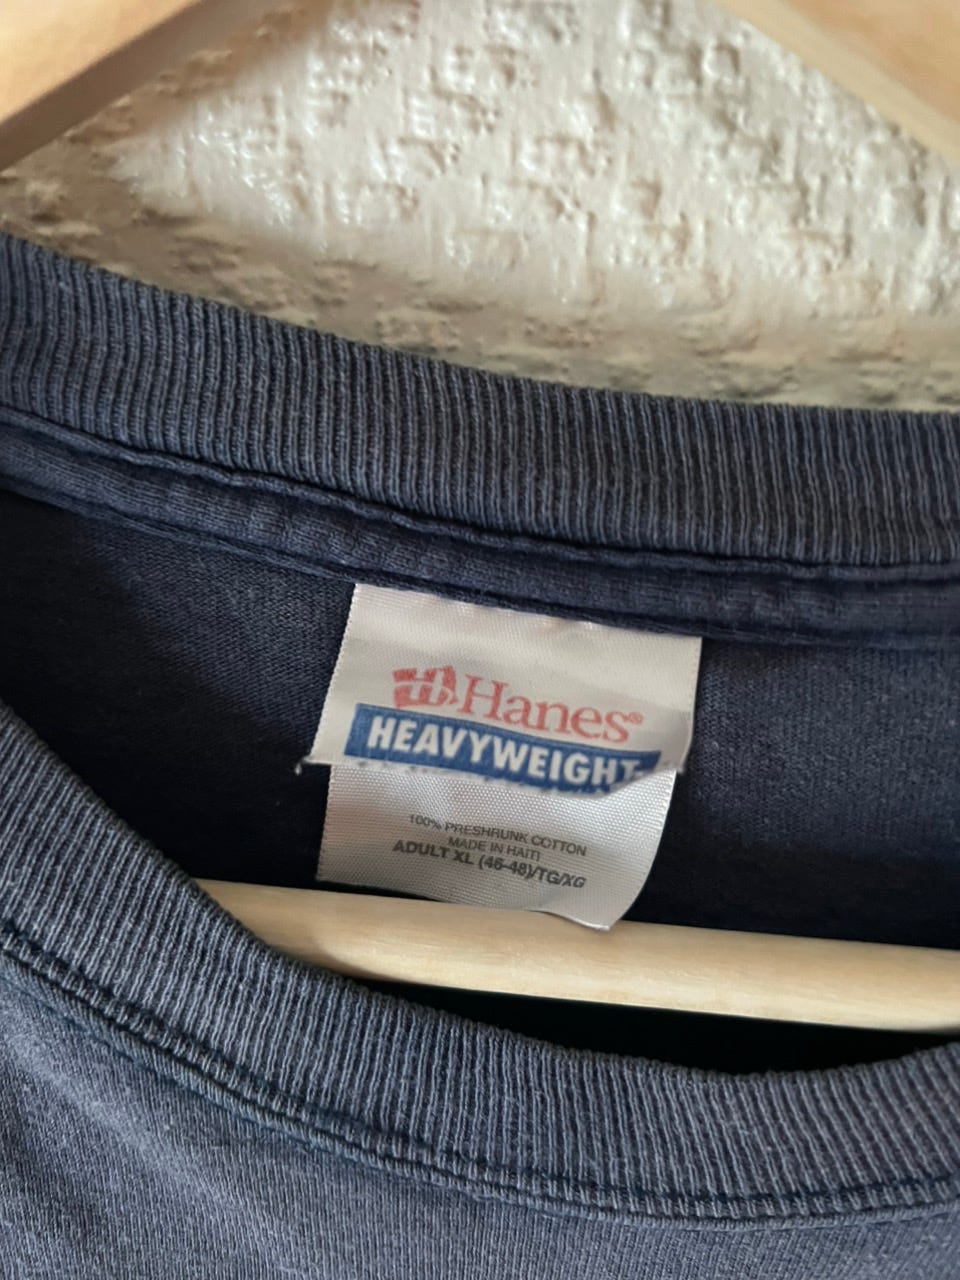 Hanes®
HEAVYWEIGHT
100% PRESHRUNK COTTON
MADE IN HAITI
ADULT XL (46-48)/TG/XG